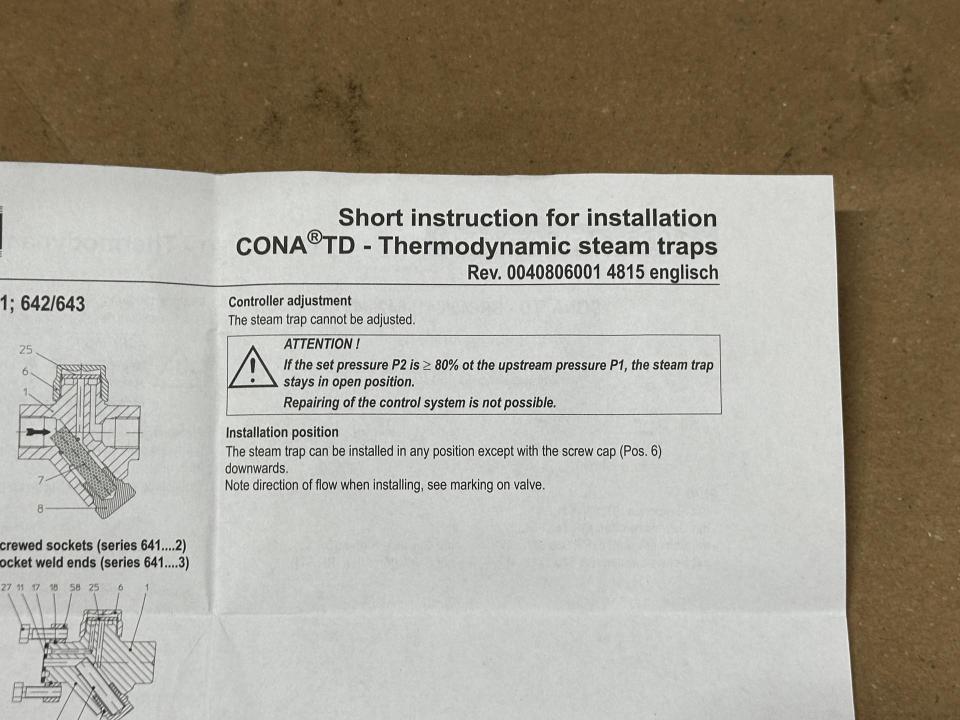 Short instruction for installation
CONA®TD - Thermodynamic steam traps
Rev. 0040806001 4815 englisch
1; 642/643
25
6
1
7
8
crewed sockets (series 641....2)
ocket weld ends (series 641....3)
27 11 17 18 58 25 6 1
Controller adjustment
The steam trap cannot be adjusted.
ATTENTION !
If the set pressure P2 is ≥ 80% ot the upstream pressure P1, the steam trap
stays in open position.
Repairing of the control system is not possible.
Installation position
The steam trap can be installed in any position except with the screw cap (Pos. 6)
downwards.
Note direction of flow when installing, see marking on valve.